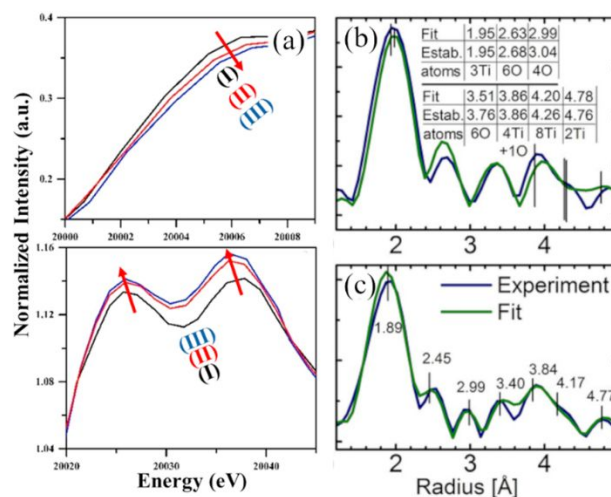 Normalized Intensity (a.u.)
0.4
0.3
0.2
(a)
(I)
(II)
(III)
20000 20002 20004 20006 20008
1.16
1.12
1.08
1.04
(III)
(II)
(I)
20020 20030 20040
Energy (eV)
(b)
Fit 1.95 2.63 2.99
Estab. 1.95 2.68 3.04
atoms 3Ti 6O 4O
Fit 3.51 3.86 4.20 4.78
Estab. 3.76 3.86 4.26 4.76
atoms 6O 4Ti 8Ti 2Ti
+1O
2 3 4
(c)
Experiment
Fit
1.89
2.45
2.99
3.40
3.84
4.17
4.77
2 3 4
Radius [Å]